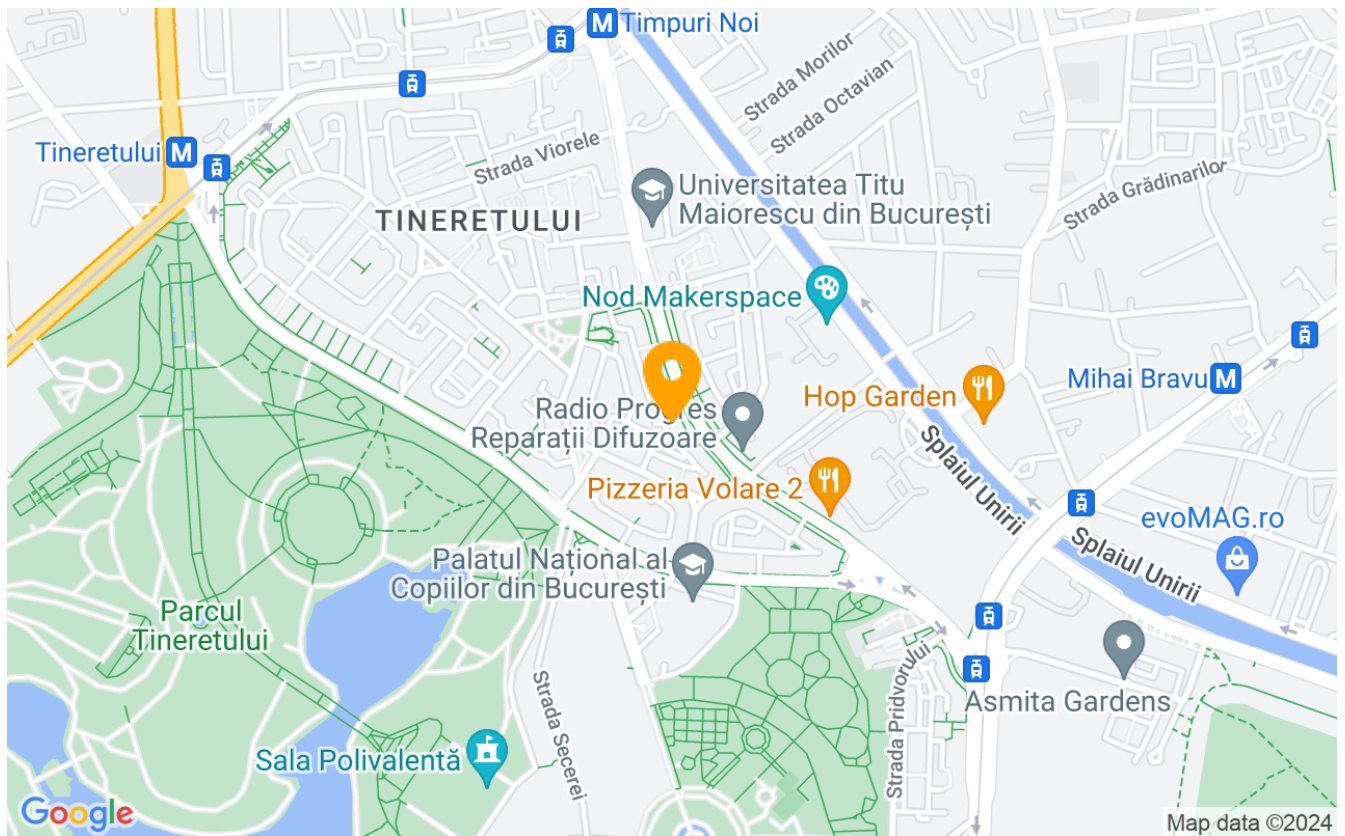 M Timpuri Noi
Strada Morilor
Strada Octavian
Tineretului M
Strada Viorele
Universitatea Titu
Maiorescu din București
Strada Grădinarilor
TINERETULUI
Nod Makerspace
Mihai Bravu M
Hop Garden
Radio Progres
Reparații Difuzoare
Splaiul Unirii
Pizzeria Volare 2
evoMAG.ro
Splaiul Unirii
Palatul Național al
Copiilor din București
Parcul
Tineretului
Strada Pridvorului
Asmita Gardens
Strada Secerei
Sala Polivalentă
Google
Map data ©2024